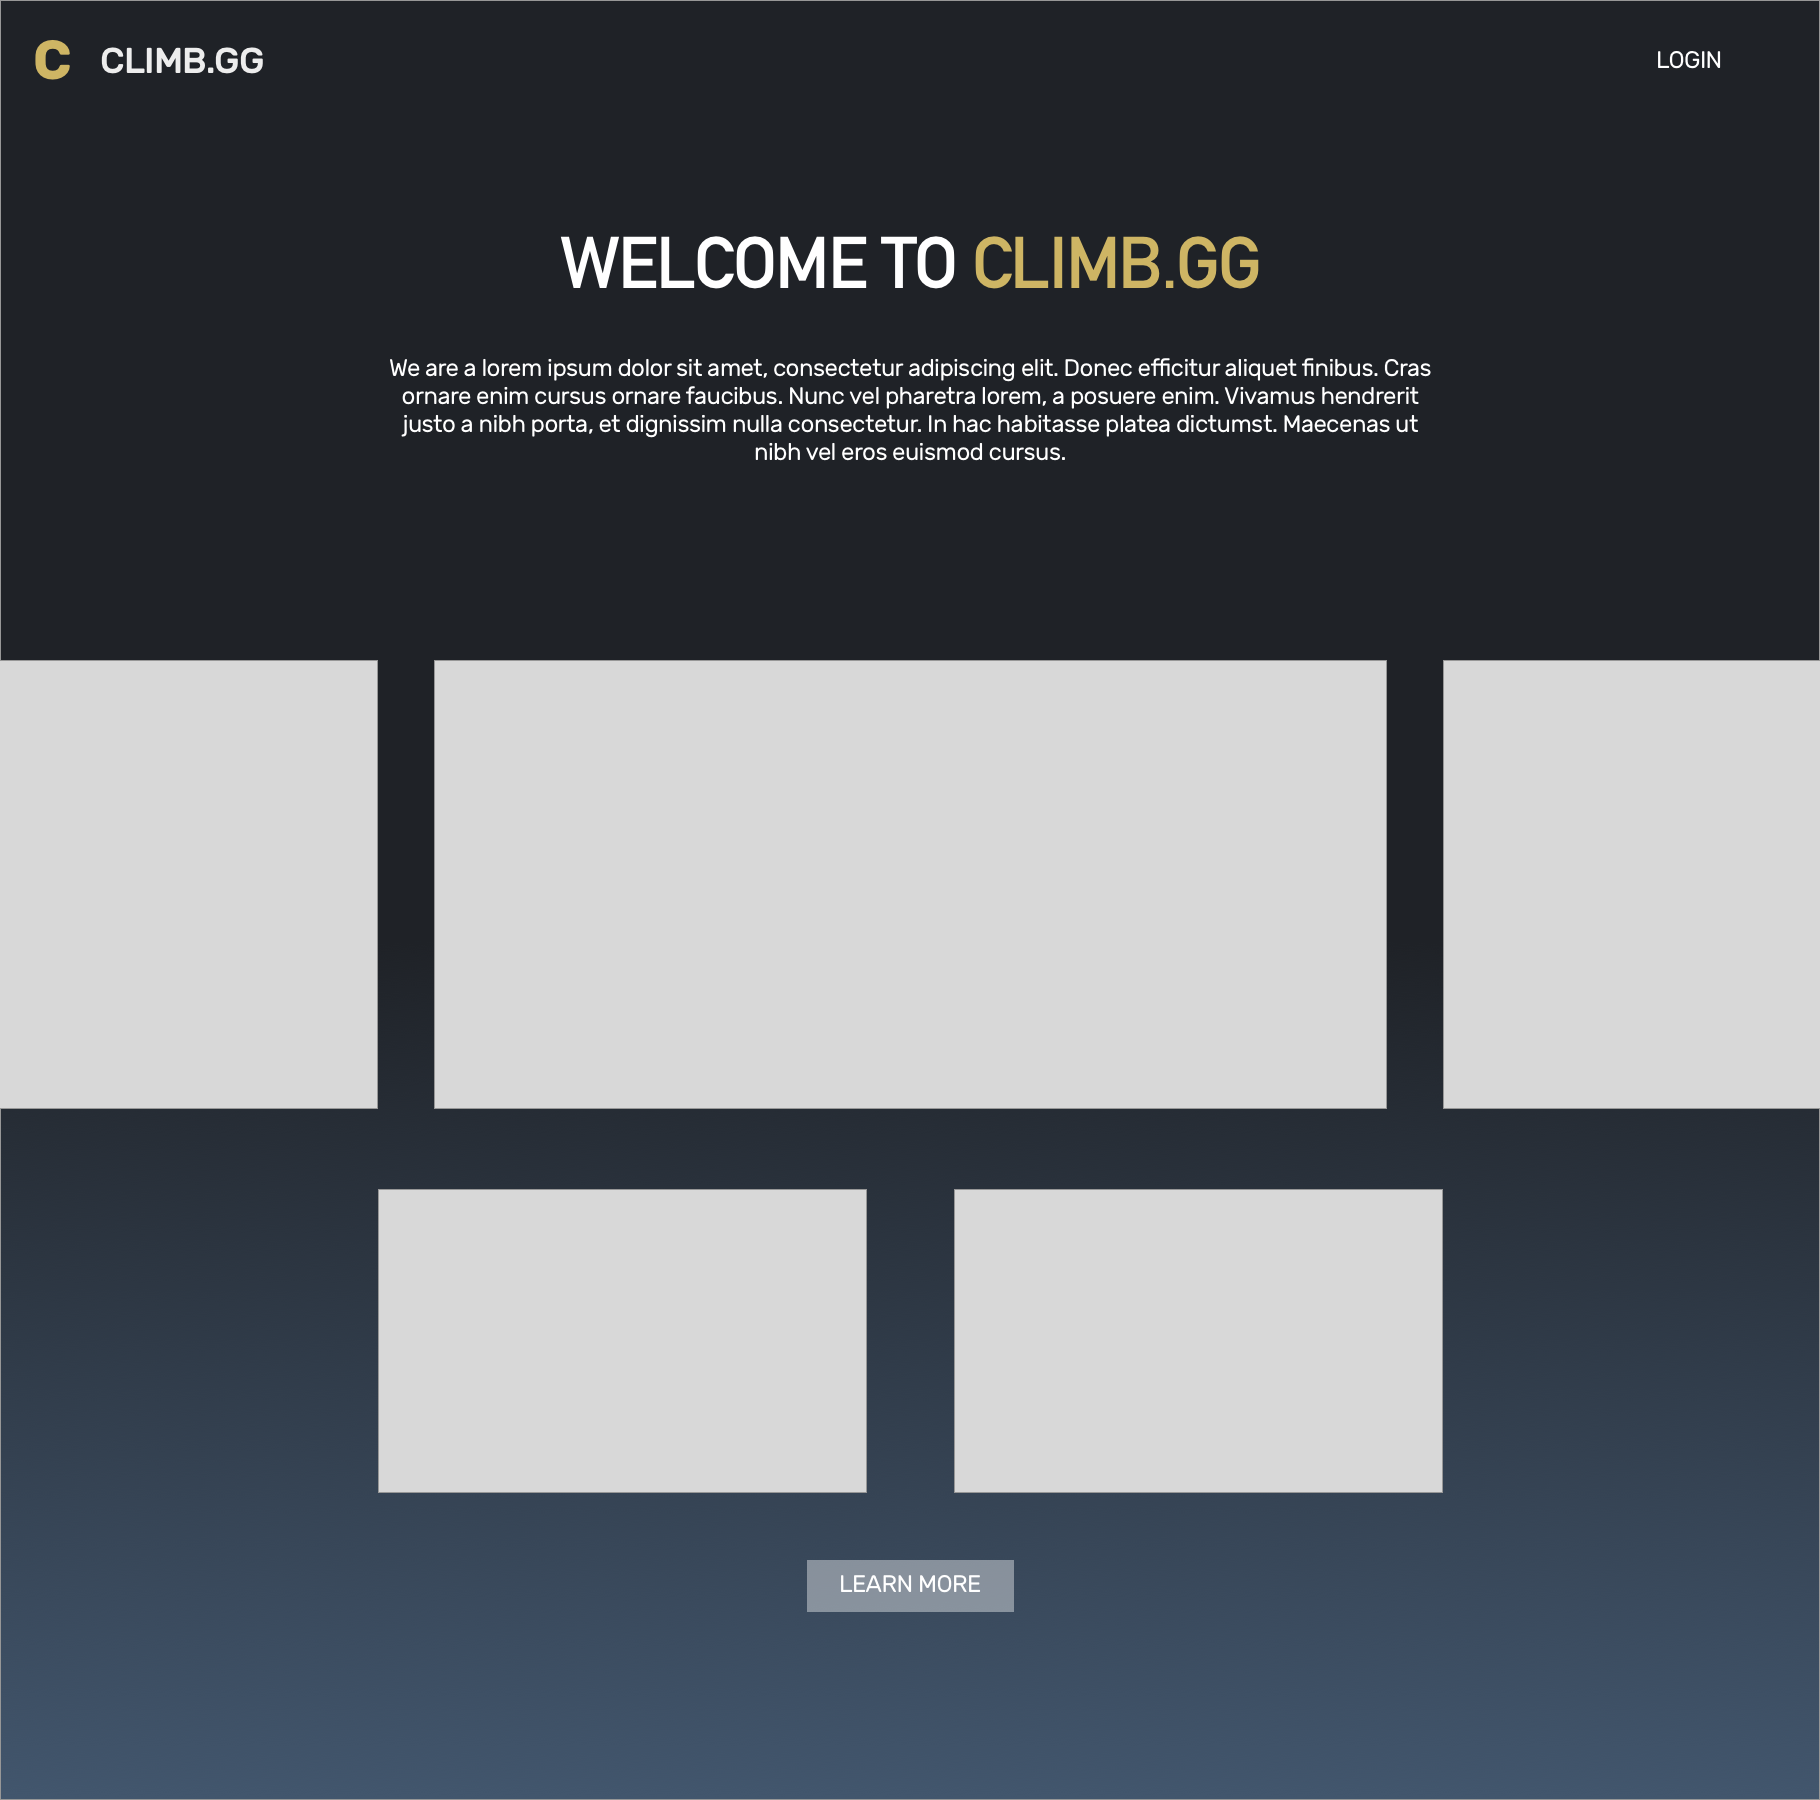 C CLIMB.GG LOGIN
WELCOME TO CLIMB.GG
We are a lorem ipsum dolor sit amet, consectetur adipiscing elit. Donec efficitur aliquet finibus. Cras
ornare enim cursus ornare faucibus. Nunc vel pharetra lorem, a posuere enim. Vivamus hendrerit
justo a nibh porta, et dignissim nulla consectetur. In hac habitasse platea dictumst. Maecenas ut
nibh vel eros euismod cursus.
LEARN MORE